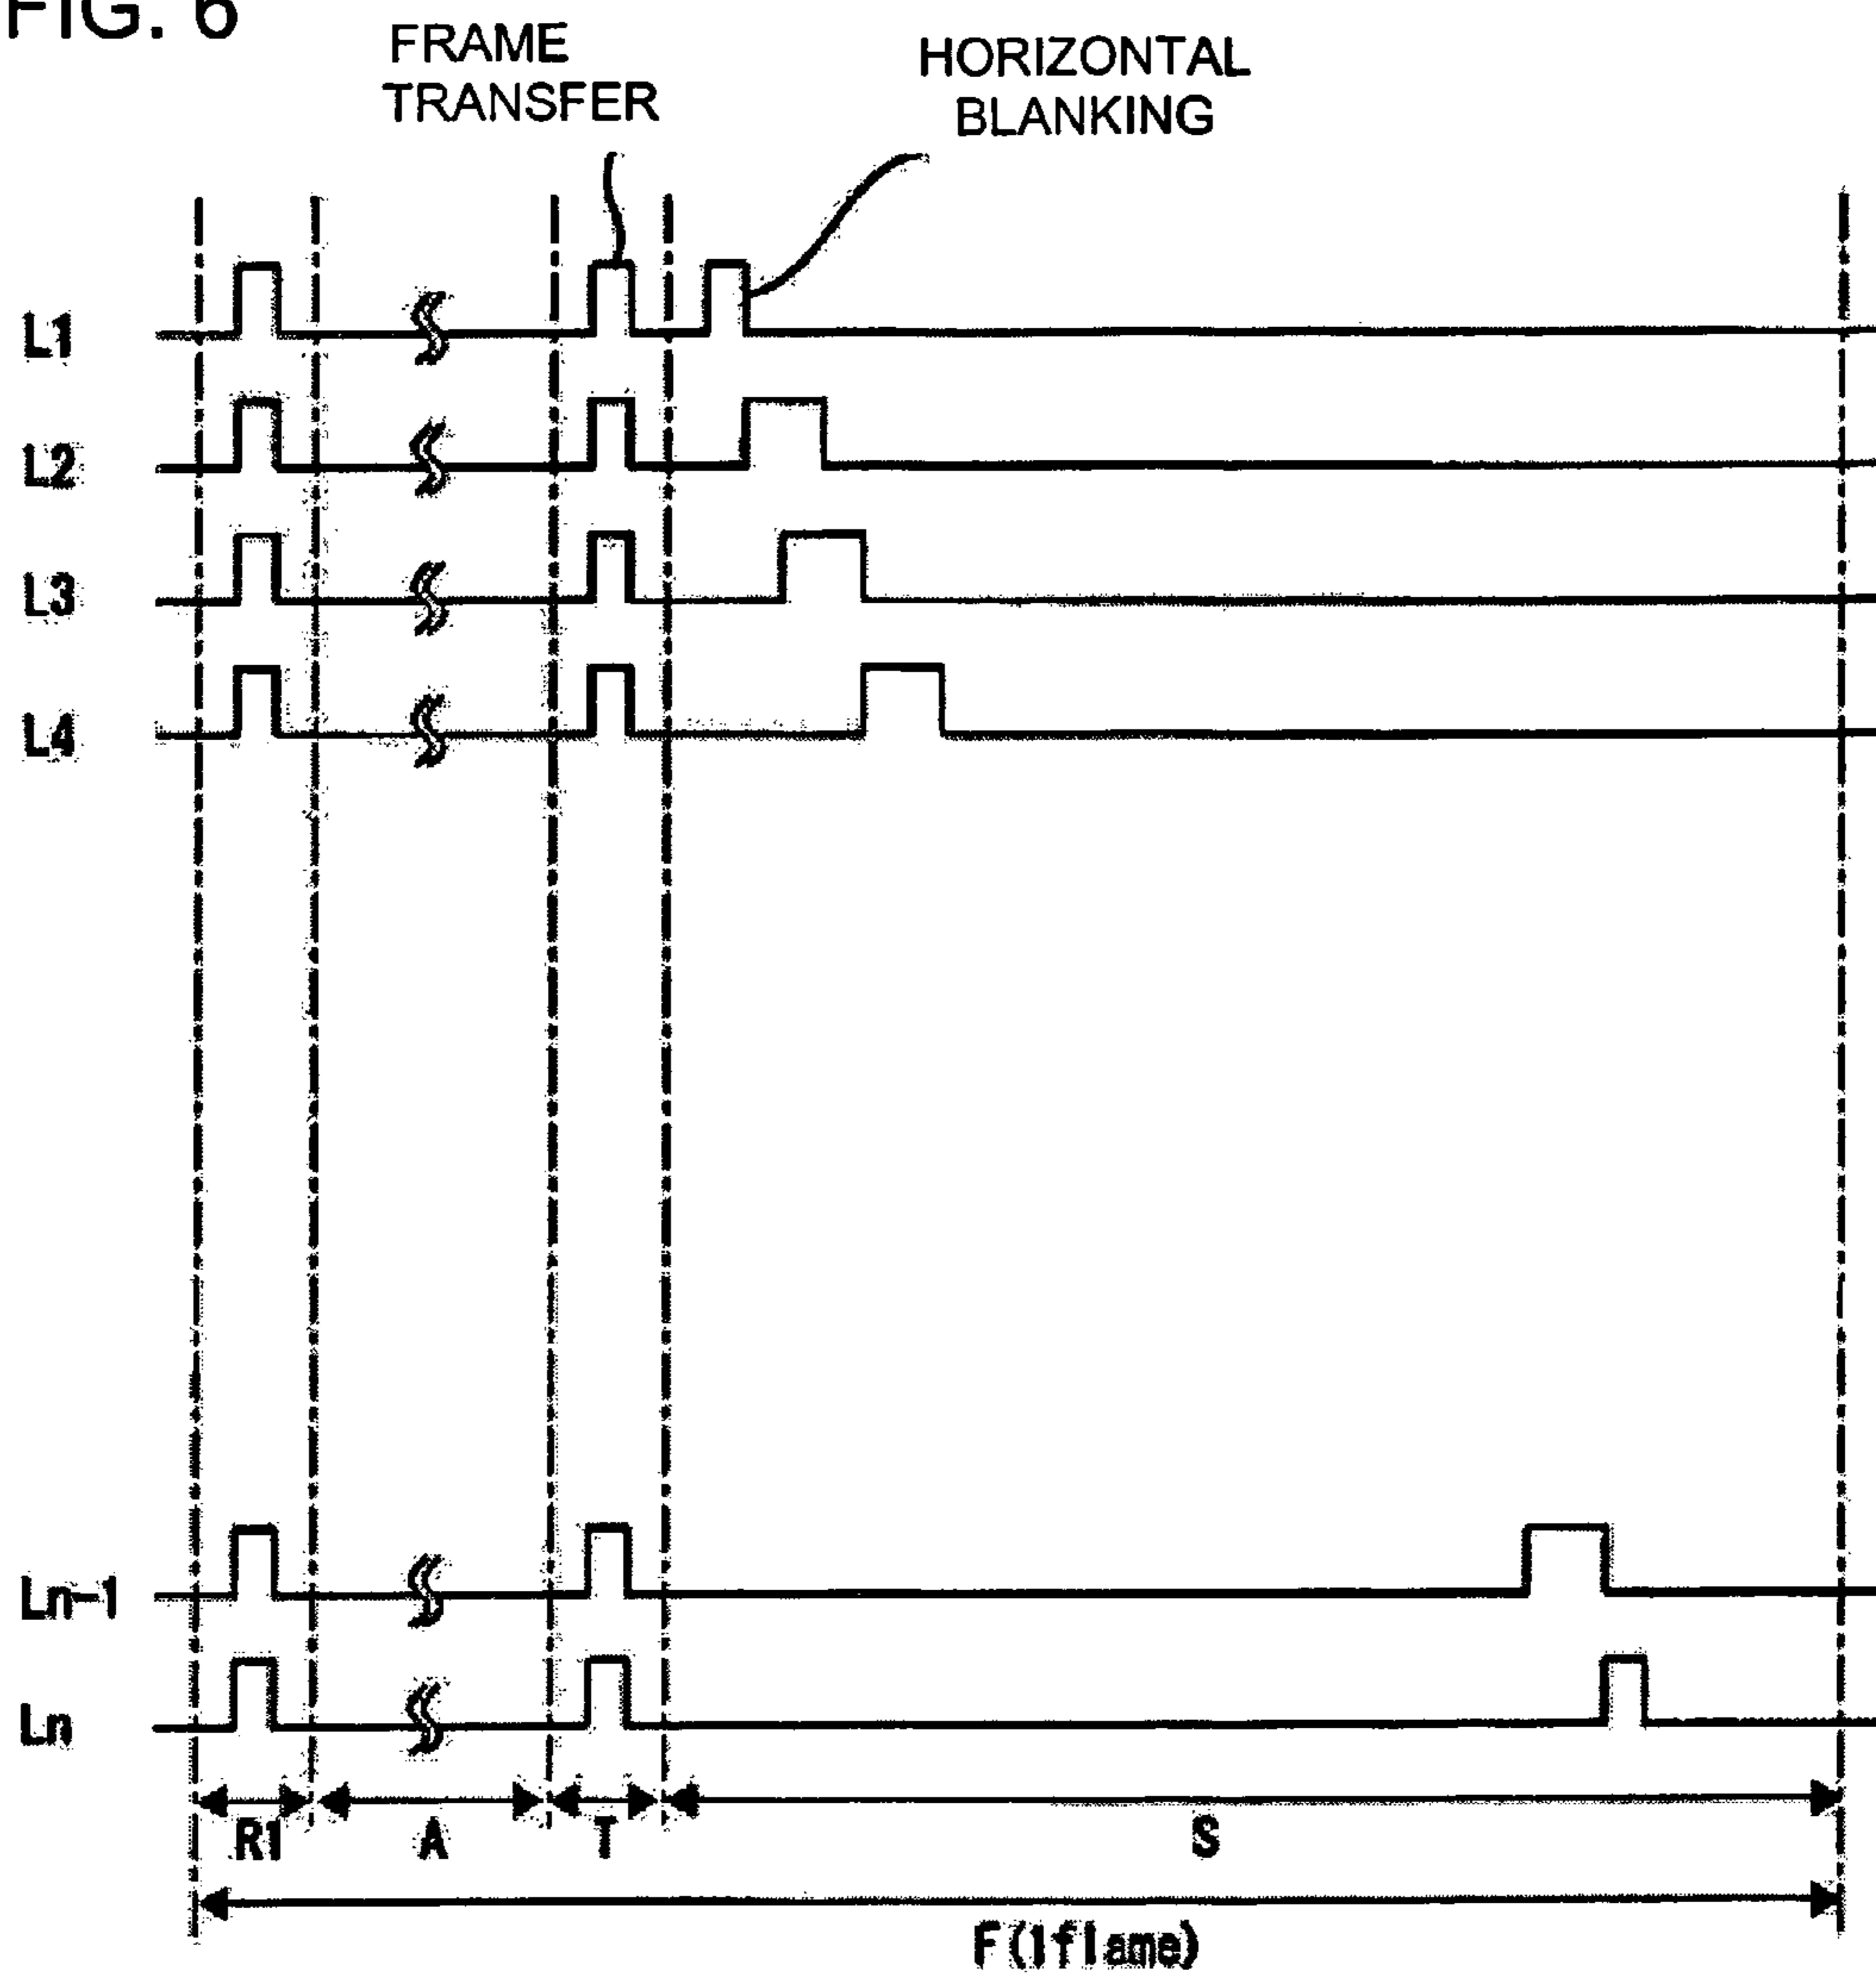 FIG. 6
FRAME
TRANSFER
HORIZONTAL
BLANKING
L1
L2
L3
L4
Ln-1
Ln
R1 A T S
F(1flame)